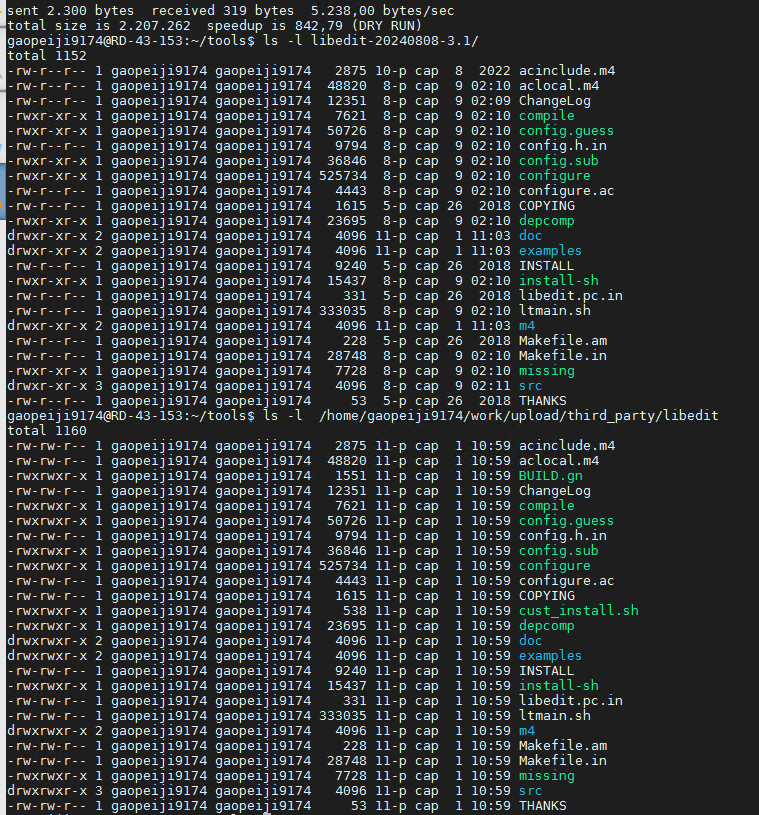 sent 2.300 bytes  received 319 bytes  5.238,00 bytes/sec
total size is 2.207.262  speedup is 842,79 (DRY RUN)
gaopeiji9174@RD-43-153:~/tools$ ls -l libedit-20240808-3.1/
total 1152
-rw-r--r-- 1 gaopeiji9174 gaopeiji9174   2875 10-р сар  8  2022 acinclude.m4
-rw-r--r-- 1 gaopeiji9174 gaopeiji9174  48820  8-р сар  9 02:10 aclocal.m4
-rw-r--r-- 1 gaopeiji9174 gaopeiji9174  12351  8-р сар  9 02:09 ChangeLog
-rwxr-xr-x 1 gaopeiji9174 gaopeiji9174   7621  8-р сар  9 02:10 compile
-rwxr-xr-x 1 gaopeiji9174 gaopeiji9174  50726  8-р сар  9 02:10 config.guess
-rw-r--r-- 1 gaopeiji9174 gaopeiji9174   9794  8-р сар  9 02:10 config.h.in
-rwxr-xr-x 1 gaopeiji9174 gaopeiji9174  36846  8-р сар  9 02:10 config.sub
-rwxr-xr-x 1 gaopeiji9174 gaopeiji9174 525734  8-р сар  9 02:10 configure
-rw-r--r-- 1 gaopeiji9174 gaopeiji9174   4443  8-р сар  9 02:10 configure.ac
-rw-r--r-- 1 gaopeiji9174 gaopeiji9174   1615  5-р сар 26  2018 COPYING
-rwxr-xr-x 1 gaopeiji9174 gaopeiji9174  23695  8-р сар  9 02:10 depcomp
drwxr-xr-x 2 gaopeiji9174 gaopeiji9174   4096 11-р сар  1 11:03 doc
drwxr-xr-x 2 gaopeiji9174 gaopeiji9174   4096 11-р сар  1 11:03 examples
-rw-r--r-- 1 gaopeiji9174 gaopeiji9174   9240  5-р сар 26  2018 INSTALL
-rwxr-xr-x 1 gaopeiji9174 gaopeiji9174  15437  8-р сар  9 02:10 install-sh
-rw-r--r-- 1 gaopeiji9174 gaopeiji9174    331  5-р сар 26  2018 libedit.pc.in
-rw-r--r-- 1 gaopeiji9174 gaopeiji9174 333035  8-р сар  9 02:10 ltmain.sh
drwxr-xr-x 2 gaopeiji9174 gaopeiji9174   4096 11-р сар  1 11:03 m4
-rw-r--r-- 1 gaopeiji9174 gaopeiji9174    228  5-р сар 26  2018 Makefile.am
-rw-r--r-- 1 gaopeiji9174 gaopeiji9174  28748  8-р сар  9 02:10 Makefile.in
-rwxr-xr-x 1 gaopeiji9174 gaopeiji9174   7728  8-р сар  9 02:10 missing
drwxr-xr-x 3 gaopeiji9174 gaopeiji9174   4096  8-р сар  9 02:11 src
-rw-r--r-- 1 gaopeiji9174 gaopeiji9174     53  5-р сар 26  2018 THANKS
gaopeiji9174@RD-43-153:~/tools$ ls -l  /home/gaopeiji9174/work/upload/third_party/libedit
total 1160
-rw-rw-r-- 1 gaopeiji9174 gaopeiji9174   2875 11-р сар  1 10:59 acinclude.m4
-rw-rw-r-- 1 gaopeiji9174 gaopeiji9174  48820 11-р сар  1 10:59 aclocal.m4
-rwxrwxr-x 1 gaopeiji9174 gaopeiji9174   1551 11-р сар  1 10:59 BUILD.gn
-rw-rw-r-- 1 gaopeiji9174 gaopeiji9174  12351 11-р сар  1 10:59 ChangeLog
-rwxrwxr-x 1 gaopeiji9174 gaopeiji9174   7621 11-р сар  1 10:59 compile
-rwxrwxr-x 1 gaopeiji9174 gaopeiji9174  50726 11-р сар  1 10:59 config.guess
-rw-rw-r-- 1 gaopeiji9174 gaopeiji9174   9794 11-р сар  1 10:59 config.h.in
-rwxrwxr-x 1 gaopeiji9174 gaopeiji9174  36846 11-р сар  1 10:59 config.sub
-rwxrwxr-x 1 gaopeiji9174 gaopeiji9174 525734 11-р сар  1 10:59 configure
-rw-rw-r-- 1 gaopeiji9174 gaopeiji9174   4443 11-р сар  1 10:59 configure.ac
-rw-rw-r-- 1 gaopeiji9174 gaopeiji9174   1615 11-р сар  1 10:59 COPYING
-rwxrwxr-x 1 gaopeiji9174 gaopeiji9174    538 11-р сар  1 10:59 cust_install.sh
-rwxrwxr-x 1 gaopeiji9174 gaopeiji9174  23695 11-р сар  1 10:59 depcomp
drwxrwxr-x 2 gaopeiji9174 gaopeiji9174   4096 11-р сар  1 10:59 doc
drwxrwxr-x 2 gaopeiji9174 gaopeiji9174   4096 11-р сар  1 10:59 examples
-rw-rw-r-- 1 gaopeiji9174 gaopeiji9174   9240 11-р сар  1 10:59 INSTALL
-rwxrwxr-x 1 gaopeiji9174 gaopeiji9174  15437 11-р сар  1 10:59 install-sh
-rw-rw-r-- 1 gaopeiji9174 gaopeiji9174    331 11-р сар  1 10:59 libedit.pc.in
-rw-rw-r-- 1 gaopeiji9174 gaopeiji9174 333035 11-р сар  1 10:59 ltmain.sh
drwxrwxr-x 2 gaopeiji9174 gaopeiji9174   4096 11-р сар  1 10:59 m4
-rw-rw-r-- 1 gaopeiji9174 gaopeiji9174    228 11-р сар  1 10:59 Makefile.am
-rw-rw-r-- 1 gaopeiji9174 gaopeiji9174  28748 11-р сар  1 10:59 Makefile.in
-rwxrwxr-x 1 gaopeiji9174 gaopeiji9174   7728 11-р сар  1 10:59 missing
drwxrwxr-x 3 gaopeiji9174 gaopeiji9174   4096 11-р сар  1 10:59 src
-rw-rw-r-- 1 gaopeiji9174 gaopeiji9174     53 11-р сар  1 10:59 THANKS